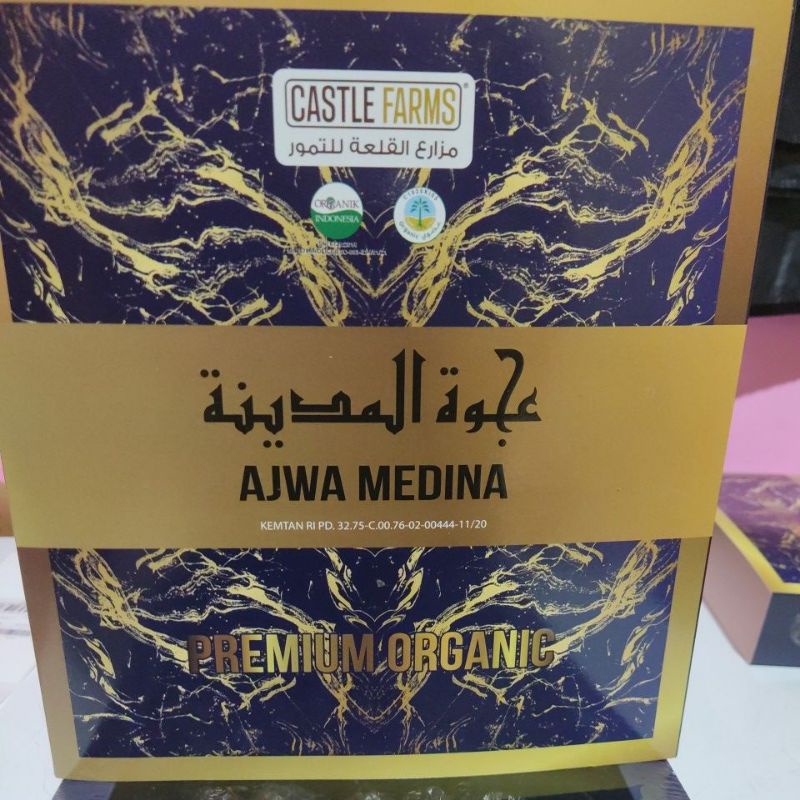 CASTLE FARMS®
مزارع القلعة للتمور
ORGANIK
INDONESIA
Organic
عجوة المدينة
AJWA MEDINA
KEMTAN RI PD. 32.75-C.00.76-02-00444-11/20
PREMIUM ORGANIC